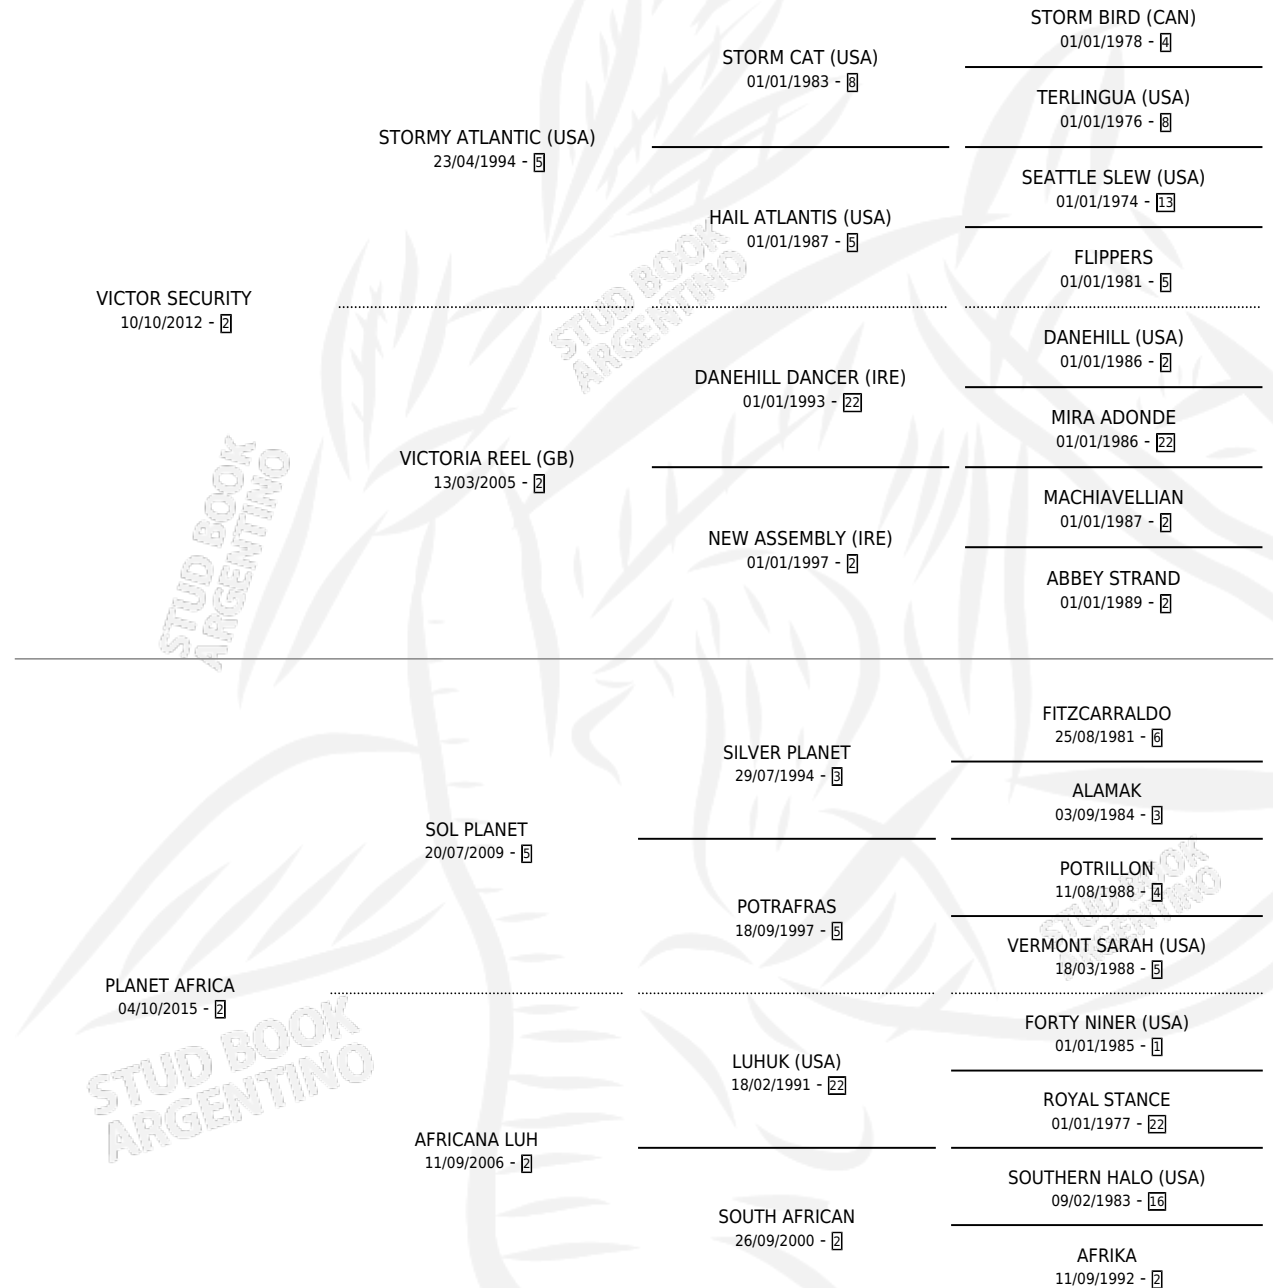 STORM BIRD (CAN)
01/01/1978 - 4
STORM CAT (USA)
01/01/1983 - 8
TERLINGUA (USA)
01/01/1976 - 8
STORMY ATLANTIC (USA)
23/04/1994 - 5
SEATTLE SLEW (USA)
01/01/1974 - 13
HAIL ATLANTIS (USA)
01/01/1987 - 5
FLIPPERS
01/01/1981 - 5
VICTOR SECURITY
10/10/2012 - 2
STUD BOOK
ARGENTINO
DANEHILL (USA)
01/01/1986 - 2
DANEHILL DANCER (IRE)
01/01/1993 - 22
MIRA ADONDE
01/01/1986 - 22
VICTORIA REEL (GB)
13/03/2005 - 2
MACHIAVELLIAN
01/01/1987 - 2
NEW ASSEMBLY (IRE)
01/01/1997 - 2
ABBEY STRAND
01/01/1989 - 2
STUD BOOK
ARGENTINO
FITZCARRALDO
25/08/1981 - 6
SILVER PLANET
29/07/1994 - 3
ALAMAK
03/09/1984 - 3
SOL PLANET
20/07/2009 - 5
POTRILLON
11/08/1988 - 4
POTRAFRAS
18/09/1997 - 5
STUD BOOK
ARGENTINO
VERMONT SARAH (USA)
18/03/1988 - 5
PLANET AFRICA
04/10/2015 - 2
STUD BOOK
ARGENTINO
FORTY NINER (USA)
01/01/1985 - 1
LUHUK (USA)
18/02/1991 - 22
ROYAL STANCE
01/01/1977 - 22
AFRICANA LUH
11/09/2006 - 2
SOUTHERN HALO (USA)
09/02/1983 - 16
SOUTH AFRICAN
26/09/2000 - 2
AFRIKA
11/09/1992 - 2